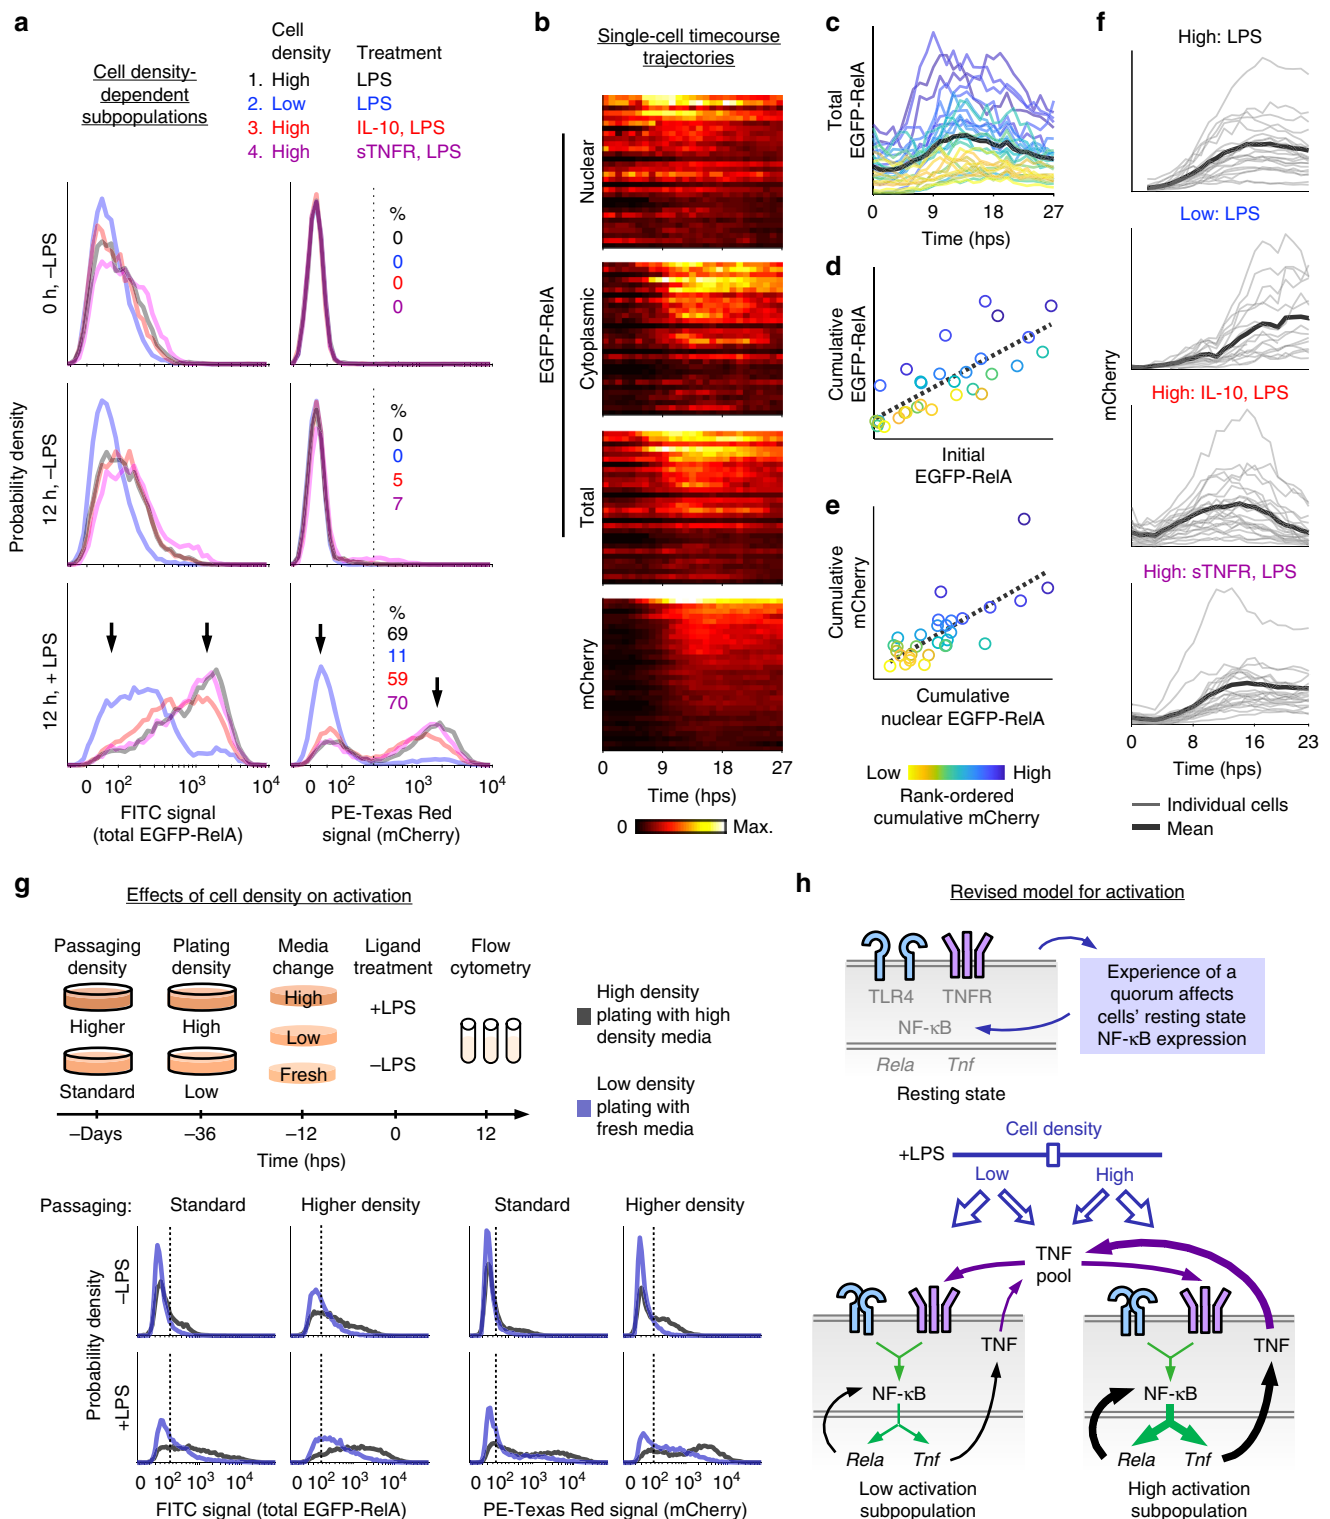 a
Cell density-
dependent
subpopulations
Cell
density
Treatment
1. High LPS
2. Low LPS
3. High IL-10, LPS
4. High sTNFR, LPS
Probability density
0 h, –LPS
%
0
0
0
0
12 h, –LPS
%
0
0
5
7
12 h, + LPS
%
69
11
59
70
0 10² 10³ 10⁴
FITC signal
(total EGFP-RelA)
0 10² 10³ 10⁴
PE-Texas Red
signal (mCherry)
b
Single-cell timecourse
trajectories
EGFP-RelA
Nuclear
Cytoplasmic
Total
mCherry
0 9 18 27
Time (hps)
0 Max.
c
Total
EGFP-RelA
0 9 18 27
Time (hps)
d
Cumulative
EGFP-RelA
Initial
EGFP-RelA
e
Cumulative
mCherry
Cumulative
nuclear EGFP-RelA
Low High
Rank-ordered
cumulative mCherry
f
High: LPS
Low: LPS
High: IL-10, LPS
High: sTNFR, LPS
mCherry
0 8 16 23
Time (hps)
Individual cells
Mean
g
Effects of cell density on activation
Passaging
density
Plating
density
Media
change
Ligand
treatment
Flow
cytometry
Higher
High
High
+LPS
Low
–LPS
Standard
Low
Fresh
–Days –36 –12 0 12
Time (hps)
High density
plating with high
density media
Low density
plating with
fresh media
Passaging: Standard Higher density Standard Higher density
Probability density
–LPS
+LPS
0 10² 10³ 10⁴ 0 10² 10³ 10⁴
FITC signal (total EGFP-RelA)
0 10² 10³ 10⁴ 0 10² 10³ 10⁴
PE-Texas Red signal (mCherry)
h
Revised model for activation
TLR4 TNFR
NF-κB
Rela Tnf
Resting state
Experience of a
quorum affects
cells' resting state
NF-κB expression
Cell density
+LPS
Low High
TNF
pool
TNF
NF-κB
Rela Tnf
Low activation
subpopulation
TNF
NF-κB
Rela Tnf
High activation
subpopulation